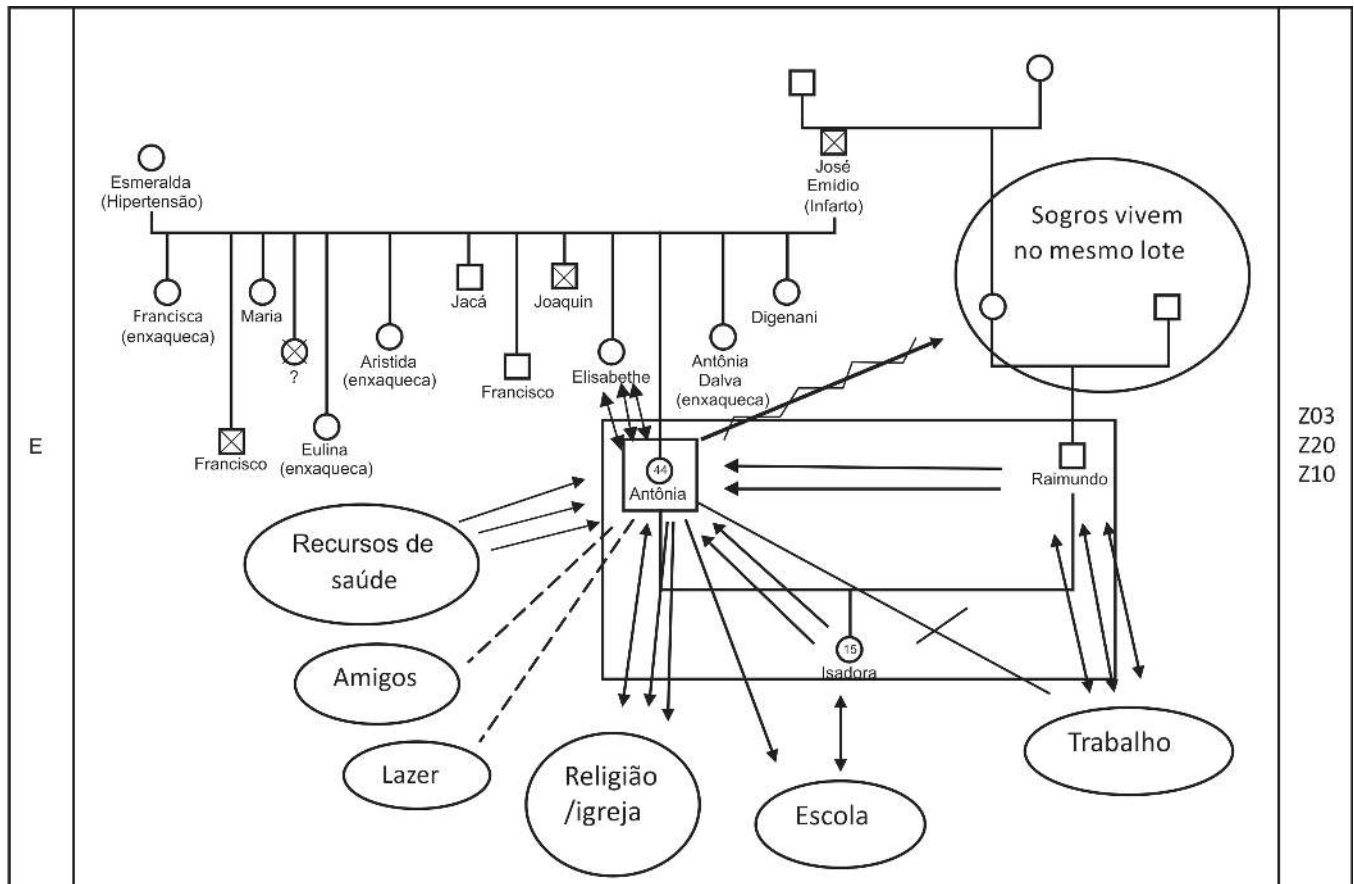 E
Esmeralda
(Hipertensão)
José
Emídio
(Infarto)
Sogros vivem
no mesmo lote
Francisca
(enxaqueca)
Maria
?
Aristida
(enxaqueca)
Jacá
Joaquin
Francisco
Elisabethe
Antônia
Dalva
(enxaqueca)
Digenani
Francisco
Eulina
(enxaqueca)
44
Antônia
Raimundo
Z03
Z20
Z10
Recursos de
saúde
15
Isadora
Amigos
Lazer
Religião
/igreja
Escola
Trabalho